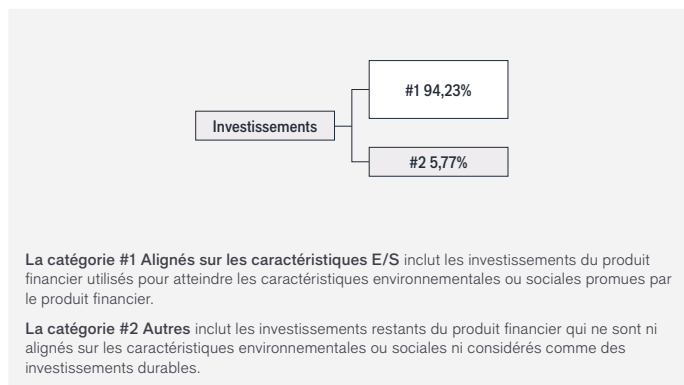 #1 94,23%
Investissements
#2 5,77%
La catégorie #1 Alignés sur les caractéristiques E/S inclut les investissements du produit
financier utilisés pour atteindre les caractéristiques environnementales ou sociales promues par
le produit financier.
La catégorie #2 Autres inclut les investissements restants du produit financier qui ne sont ni
alignés sur les caractéristiques environnementales ou sociales ni considérés comme des
investissements durables.